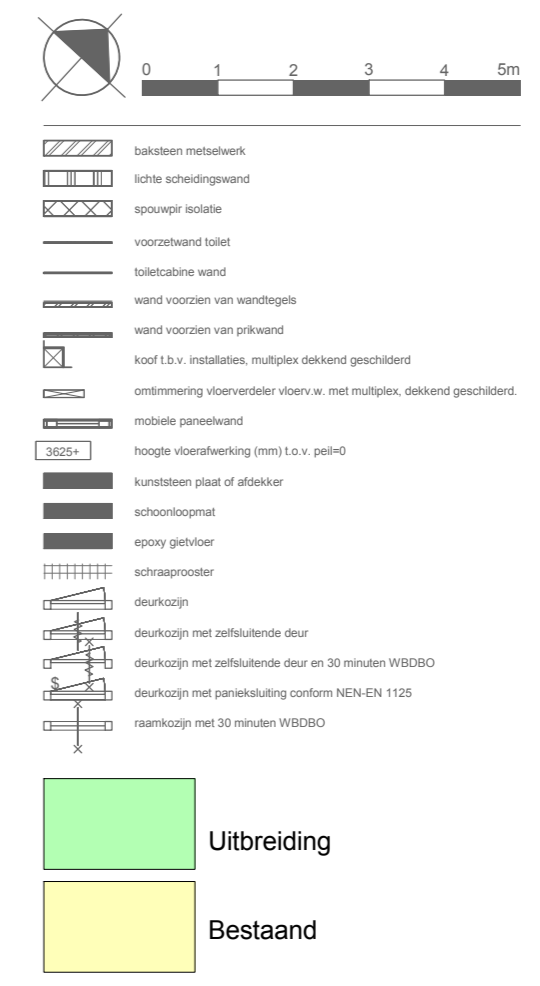 0 1 2 3 4 5m
baksteen metselwerk
lichte scheidingswand
spouwpir isolatie
voorzetwand toilet
toiletcabine wand
wand voorzien van wandtegels
wand voorzien van prikwand
koof t.b.v. installaties, multiplex dekkend geschilderd
omtimmering vloerverdeler vloerv.w. met multiplex, dekkend geschilderd.
mobiele paneelwand
3625+ hoogte vloerafwerking (mm) t.o.v. peil=0
kunststeen plaat of afdekker
schoonloopmat
epoxy gietvloer
schraaprooster
deurkozijn
deurkozijn met zelfsluitende deur
deurkozijn met zelfsluitende deur en 30 minuten WBDBO
$ deurkozijn met panieksluiting conform NEN-EN 1125
raamkozijn met 30 minuten WBDBO
Uitbreiding
Bestaand